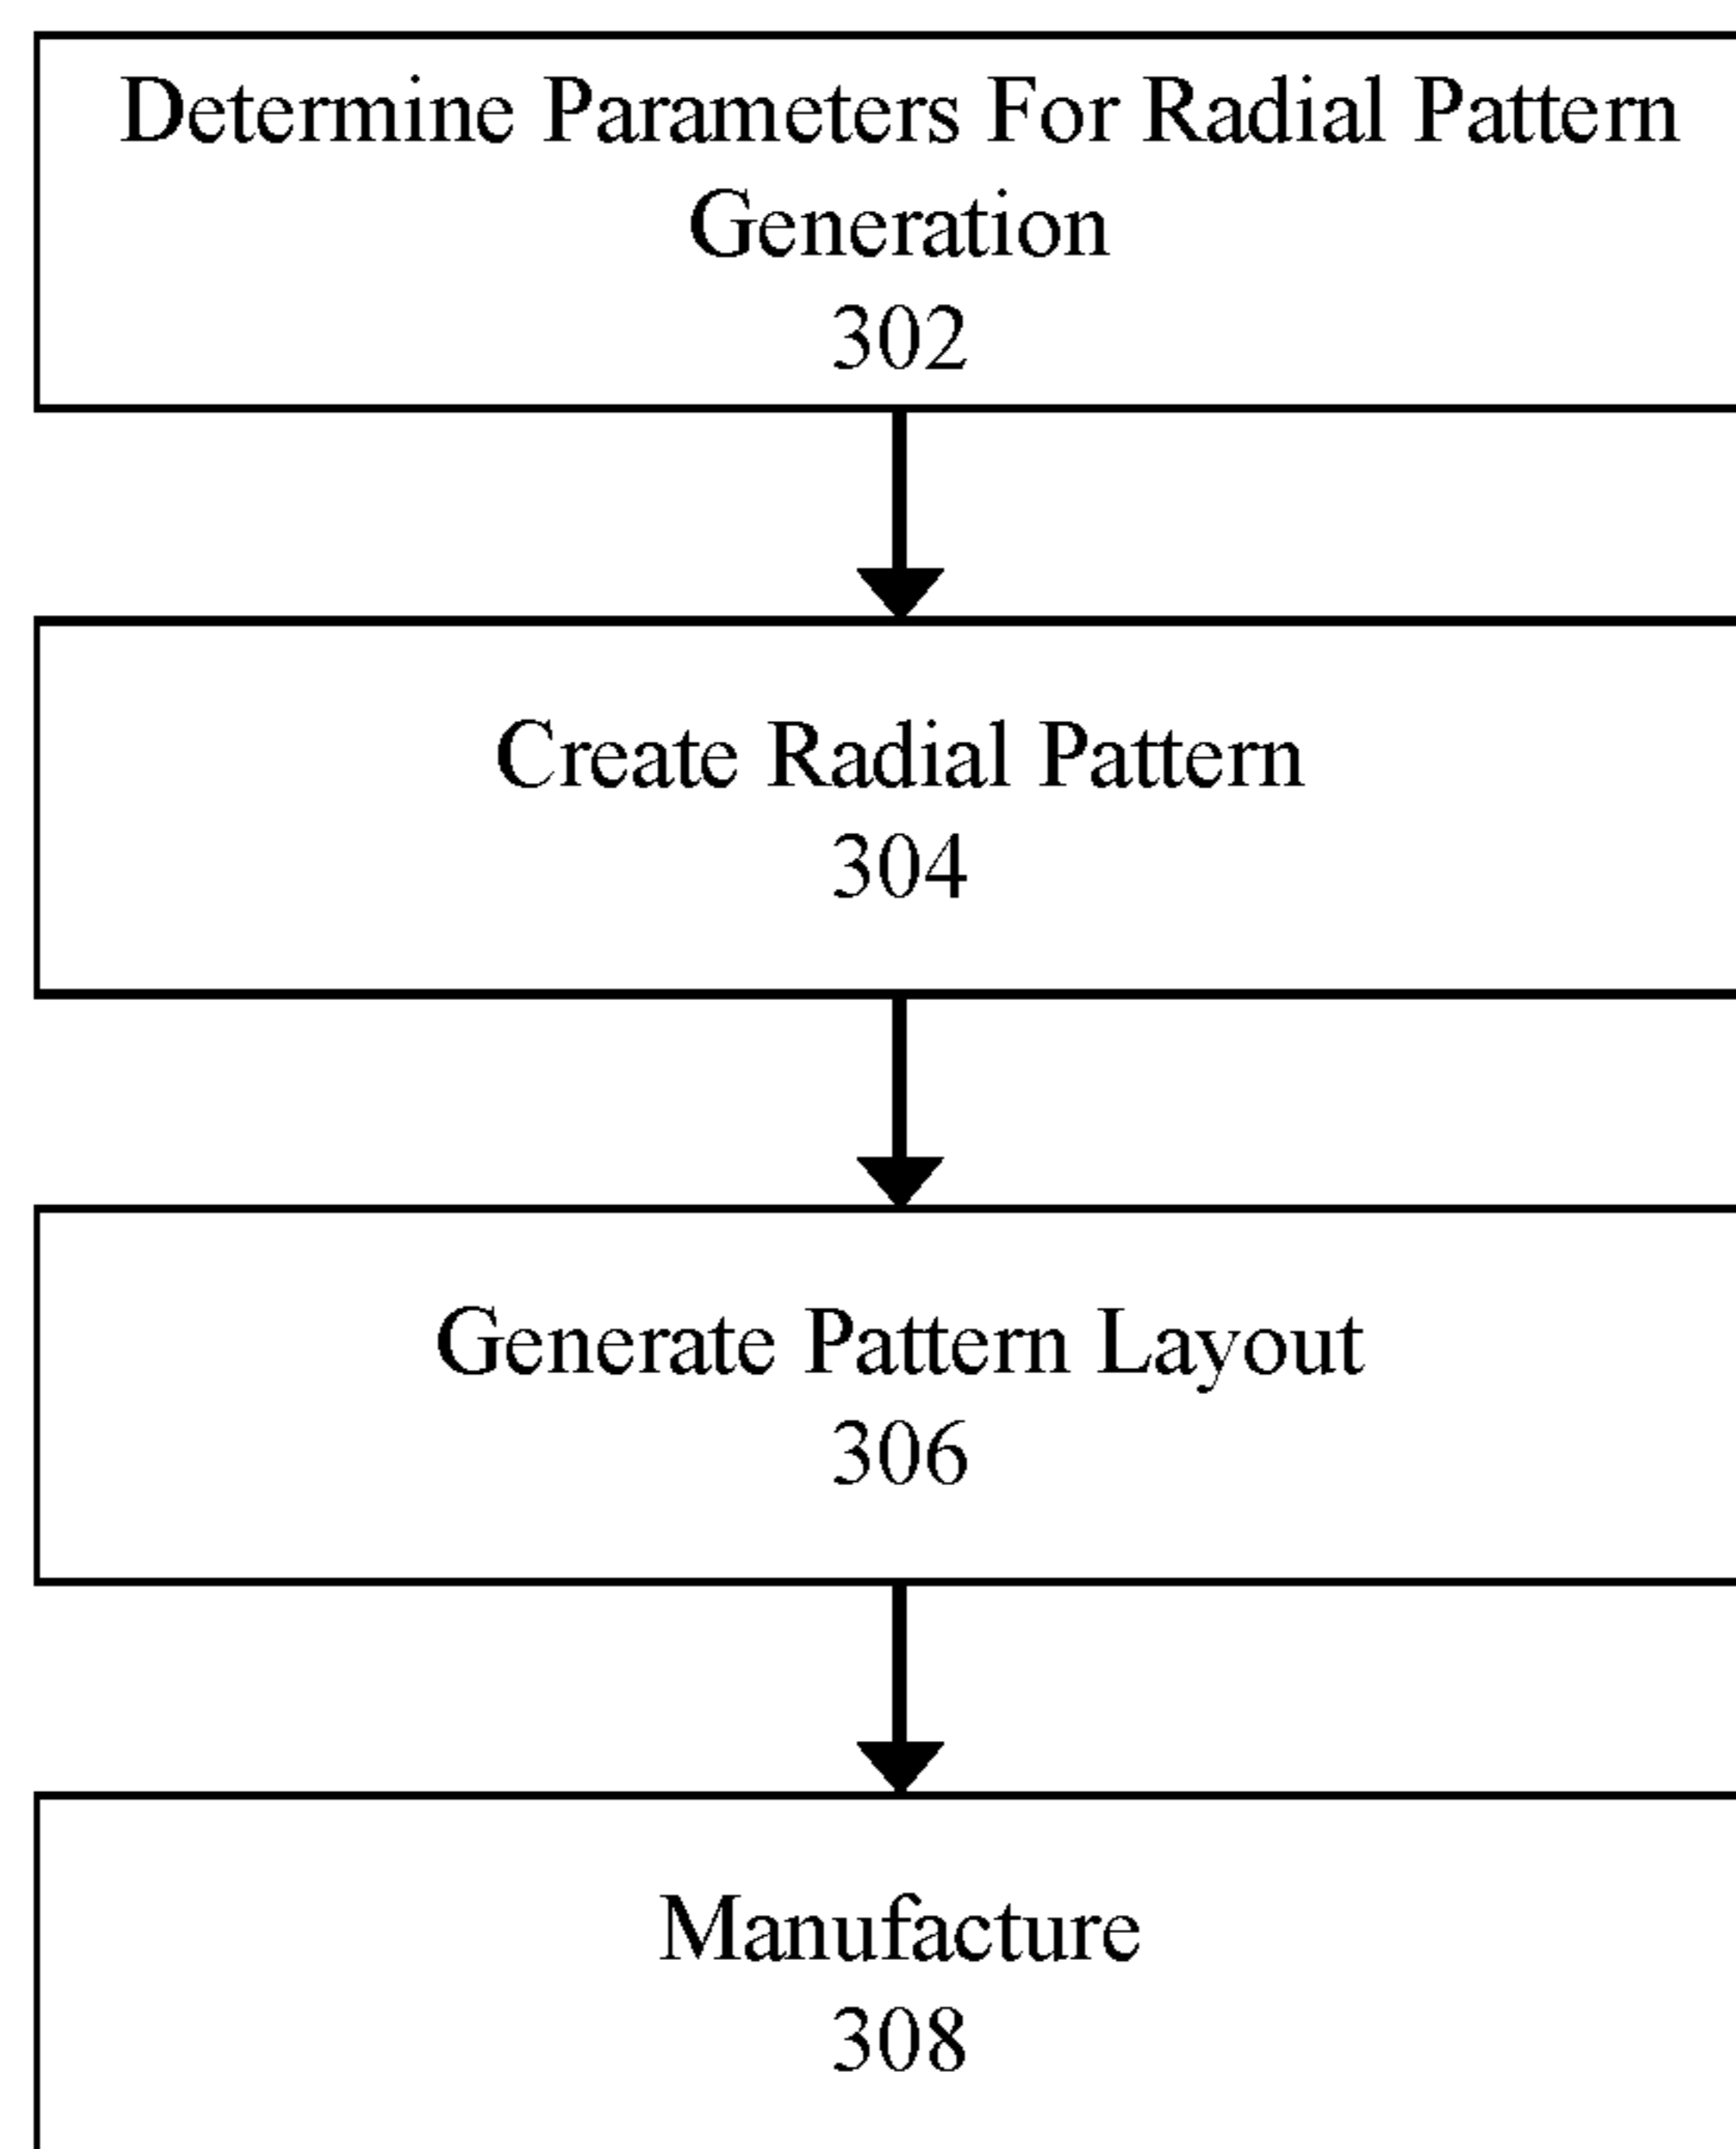 Determine Parameters For Radial Pattern
Generation
302
Create Radial Pattern
304
Generate Pattern Layout
306
Manufacture
308